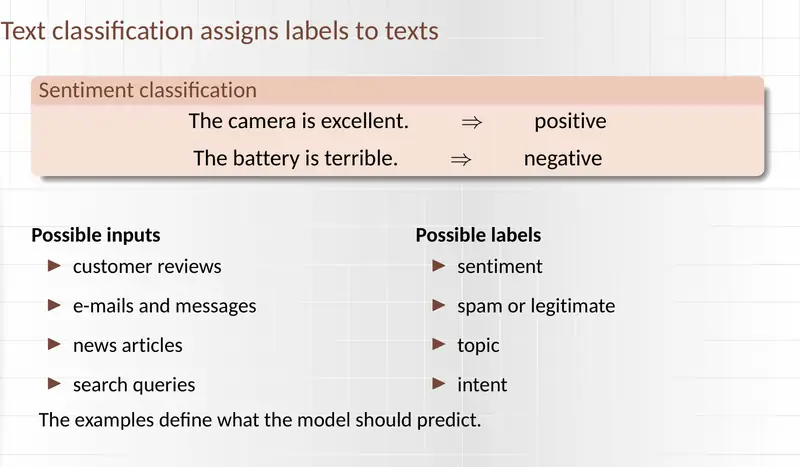 Text classification assigns labels to texts
Sentiment classification
The camera is excellent. ⇒ positive
The battery is terrible. ⇒ negative
Possible inputs
► customer reviews
► e-mails and messages
► news articles
► search queries
Possible labels
► sentiment
► spam or legitimate
► topic
► intent
The examples define what the model should predict.